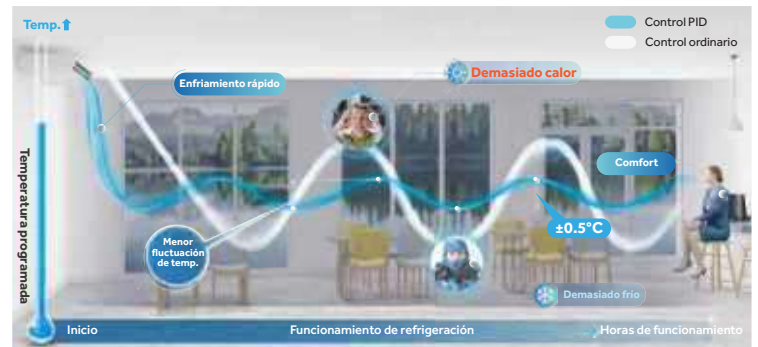 Temp.
Control PID
Control ordinario
Enfriamiento rápido
Demasiado calor
Temperatura programada
Comfort
Menor
fluctuación
de temp.
±0.5°C
Demasiado frío
Inicio
Funcionamiento de refrigeración
Horas de funcionamiento